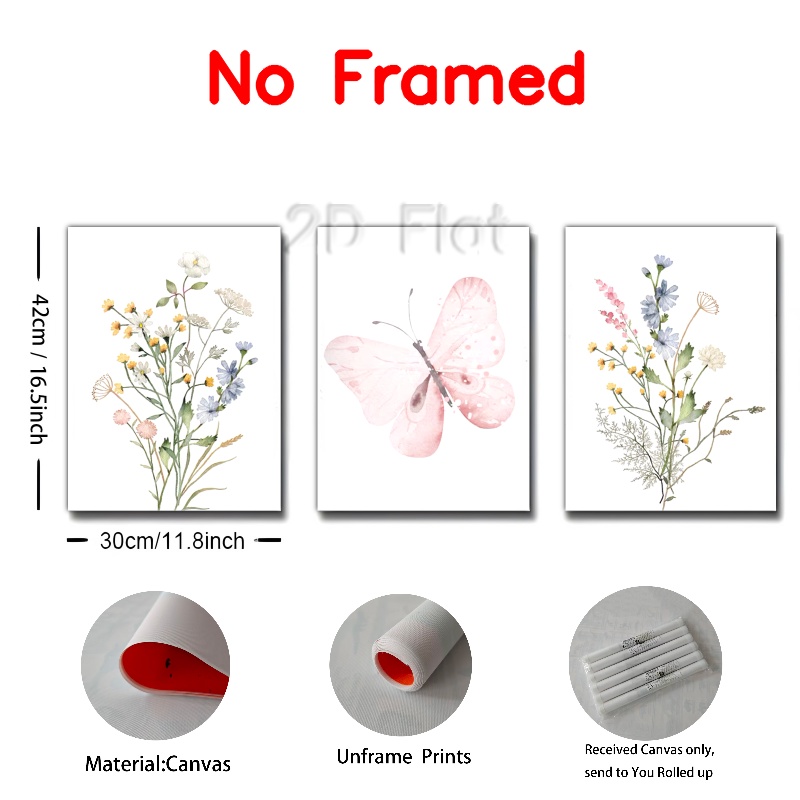 No Framed
2D Flat
42cm / 16.5inch
30cm/11.8inch
Material:Canvas
Unframe Prints
Received Canvas only,
send to You Rolled up